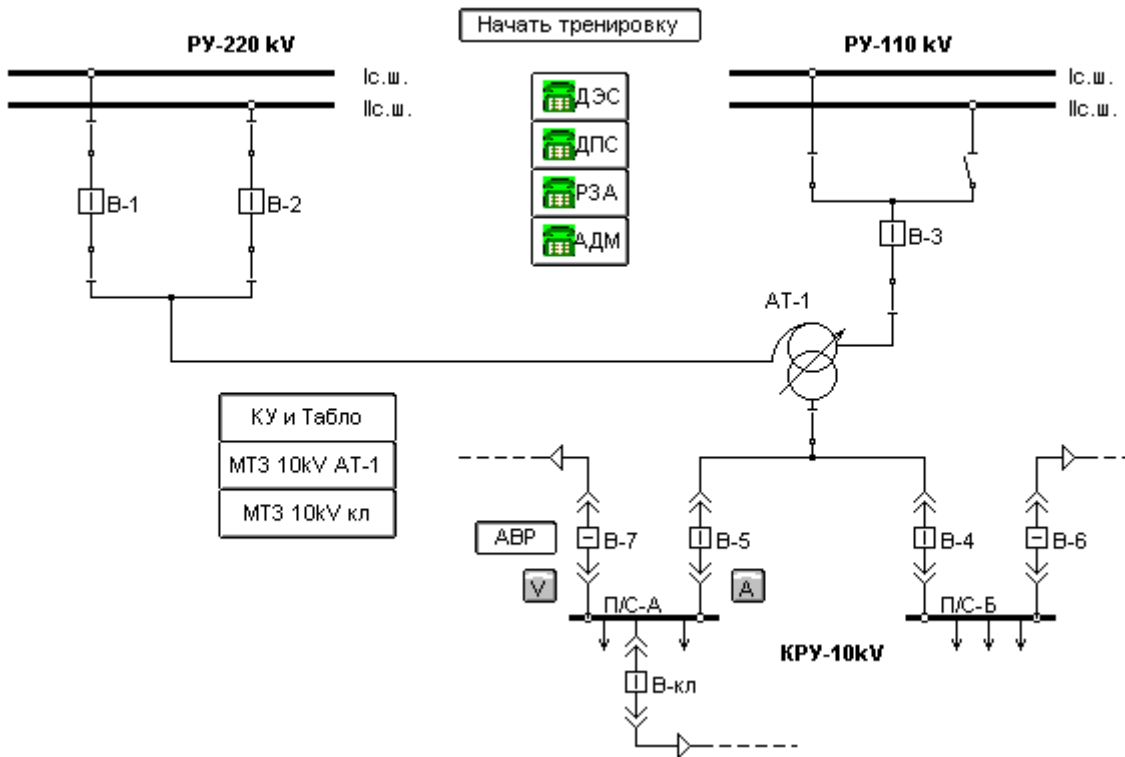 Начать тренировку
РУ-220 kV
РУ-110 kV
Iс.ш.
IIс.ш.
Iс.ш.
IIс.ш.
ДЭС
ДПС
РЗА
АДМ
В-1
В-2
В-3
АТ-1
КУ и Табло
МТЗ 10kV АТ-1
МТЗ 10kV кл
АВР
В-7
В-5
В-4
В-6
V
А
П/С-А
П/С-Б
КРУ-10kV
В-кл